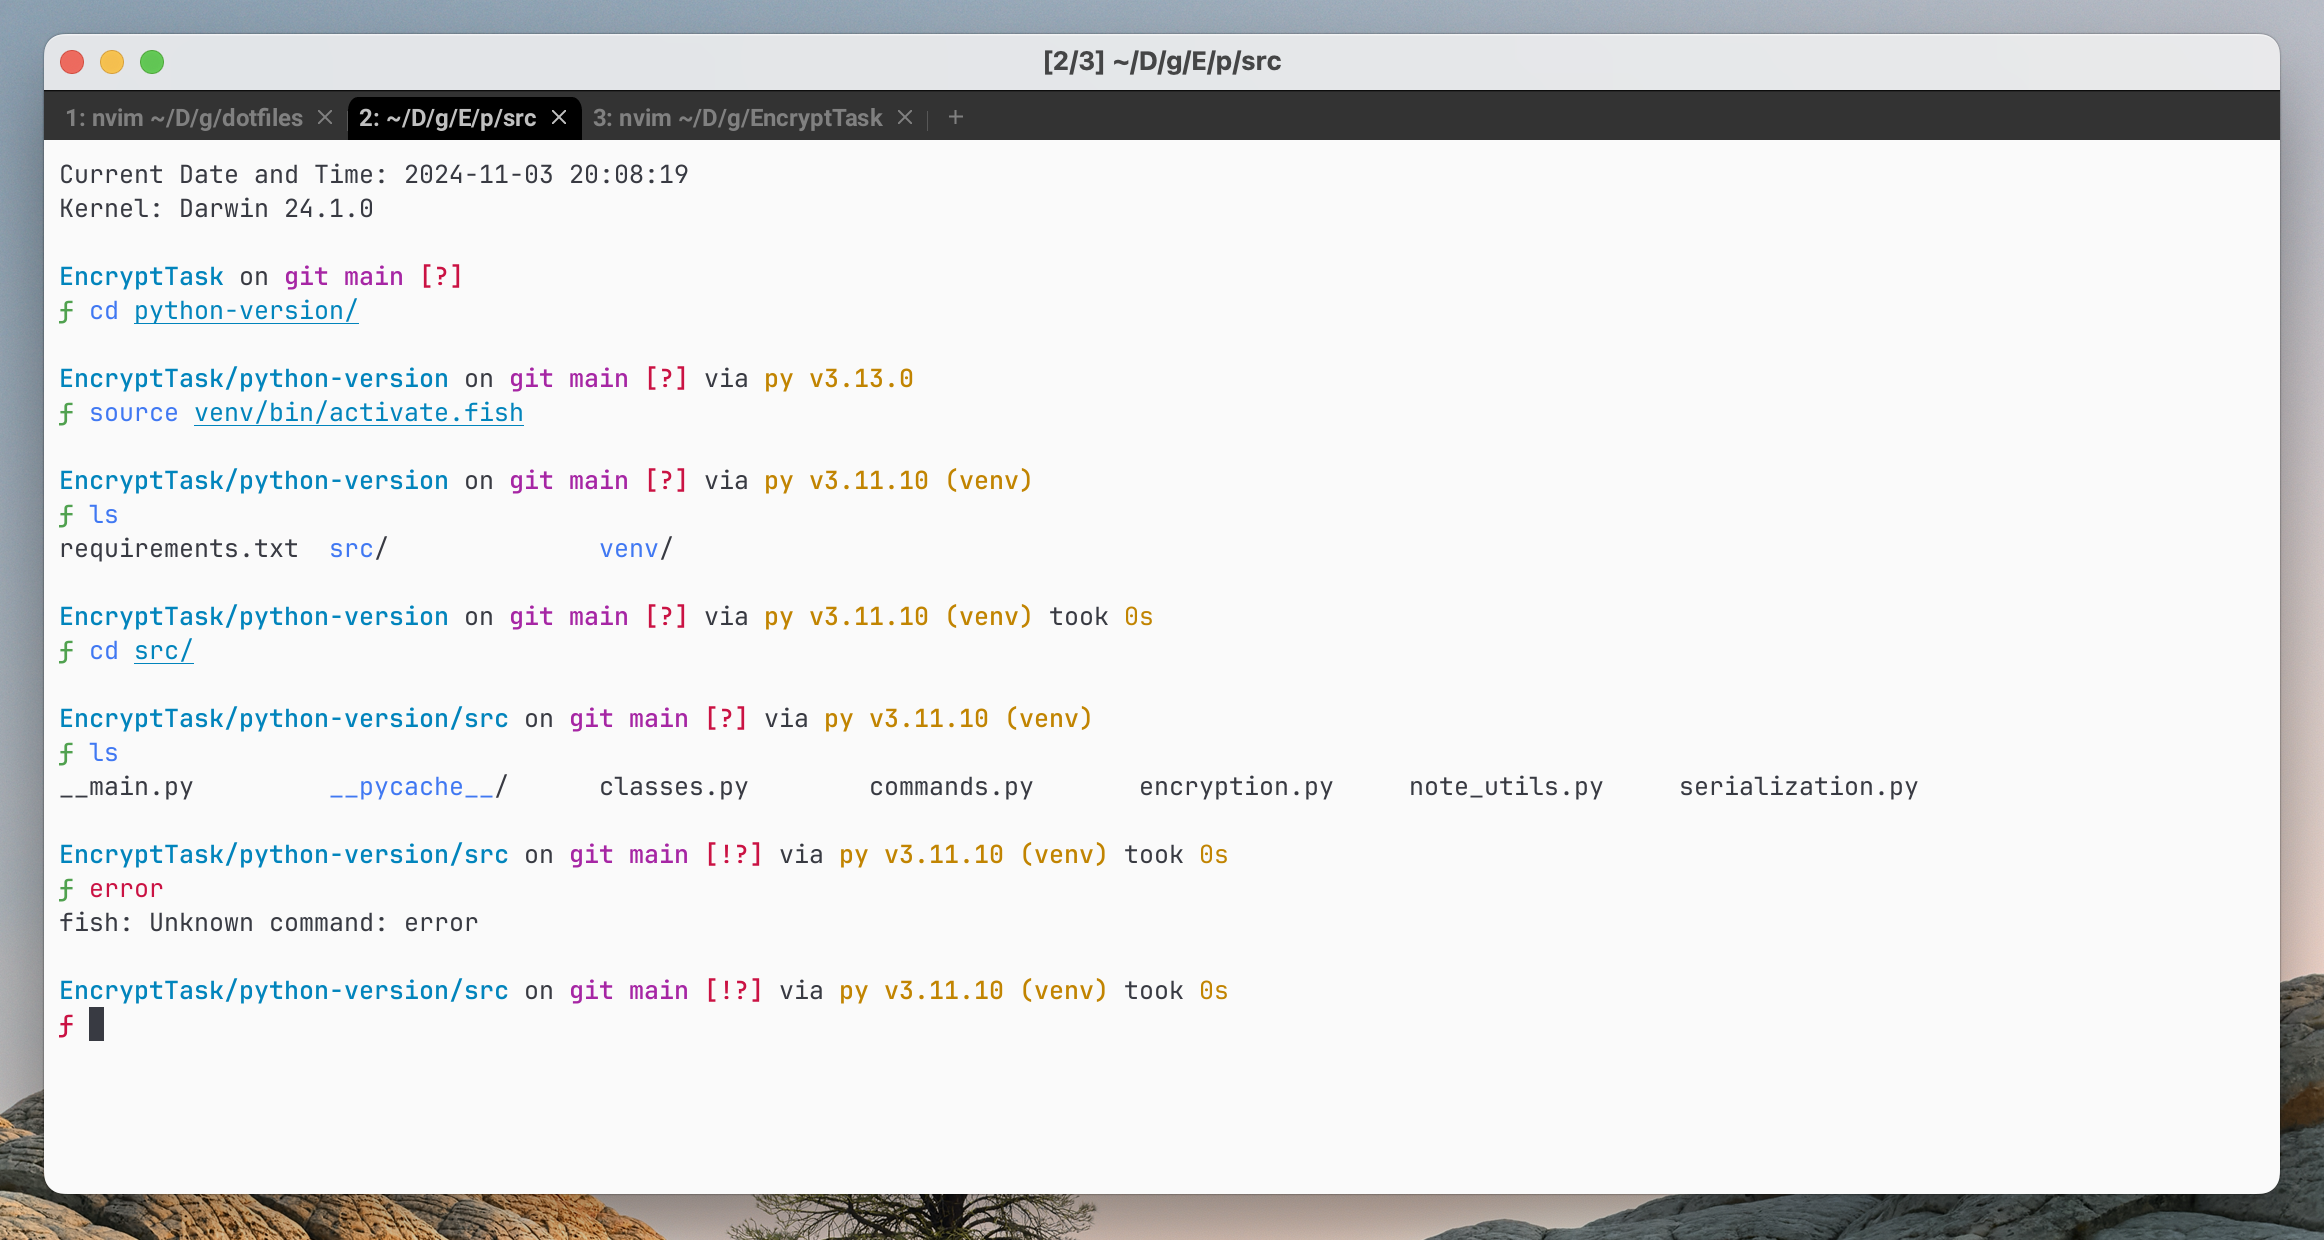 [2/3] ~/D/g/E/p/src
1: nvim ~/D/g/dotfiles × 2: ~/D/g/E/p/src × 3: nvim ~/D/g/EncryptTask × +
Current Date and Time: 2024-11-03 20:08:19
Kernel: Darwin 24.1.0
EncryptTask on git main [?]
ƒ cd python-version/
EncryptTask/python-version on git main [?] via py v3.13.0
ƒ source venv/bin/activate.fish
EncryptTask/python-version on git main [?] via py v3.11.10 (venv)
ƒ ls
requirements.txt src/ venv/
EncryptTask/python-version on git main [?] via py v3.11.10 (venv) took 0s
ƒ cd src/
EncryptTask/python-version/src on git main [?] via py v3.11.10 (venv)
ƒ ls
__main.py __pycache__/ classes.py commands.py encryption.py note_utils.py serialization.py
EncryptTask/python-version/src on git main [!?] via py v3.11.10 (venv) took 0s
ƒ error
fish: Unknown command: error
EncryptTask/python-version/src on git main [!?] via py v3.11.10 (venv) took 0s
ƒ